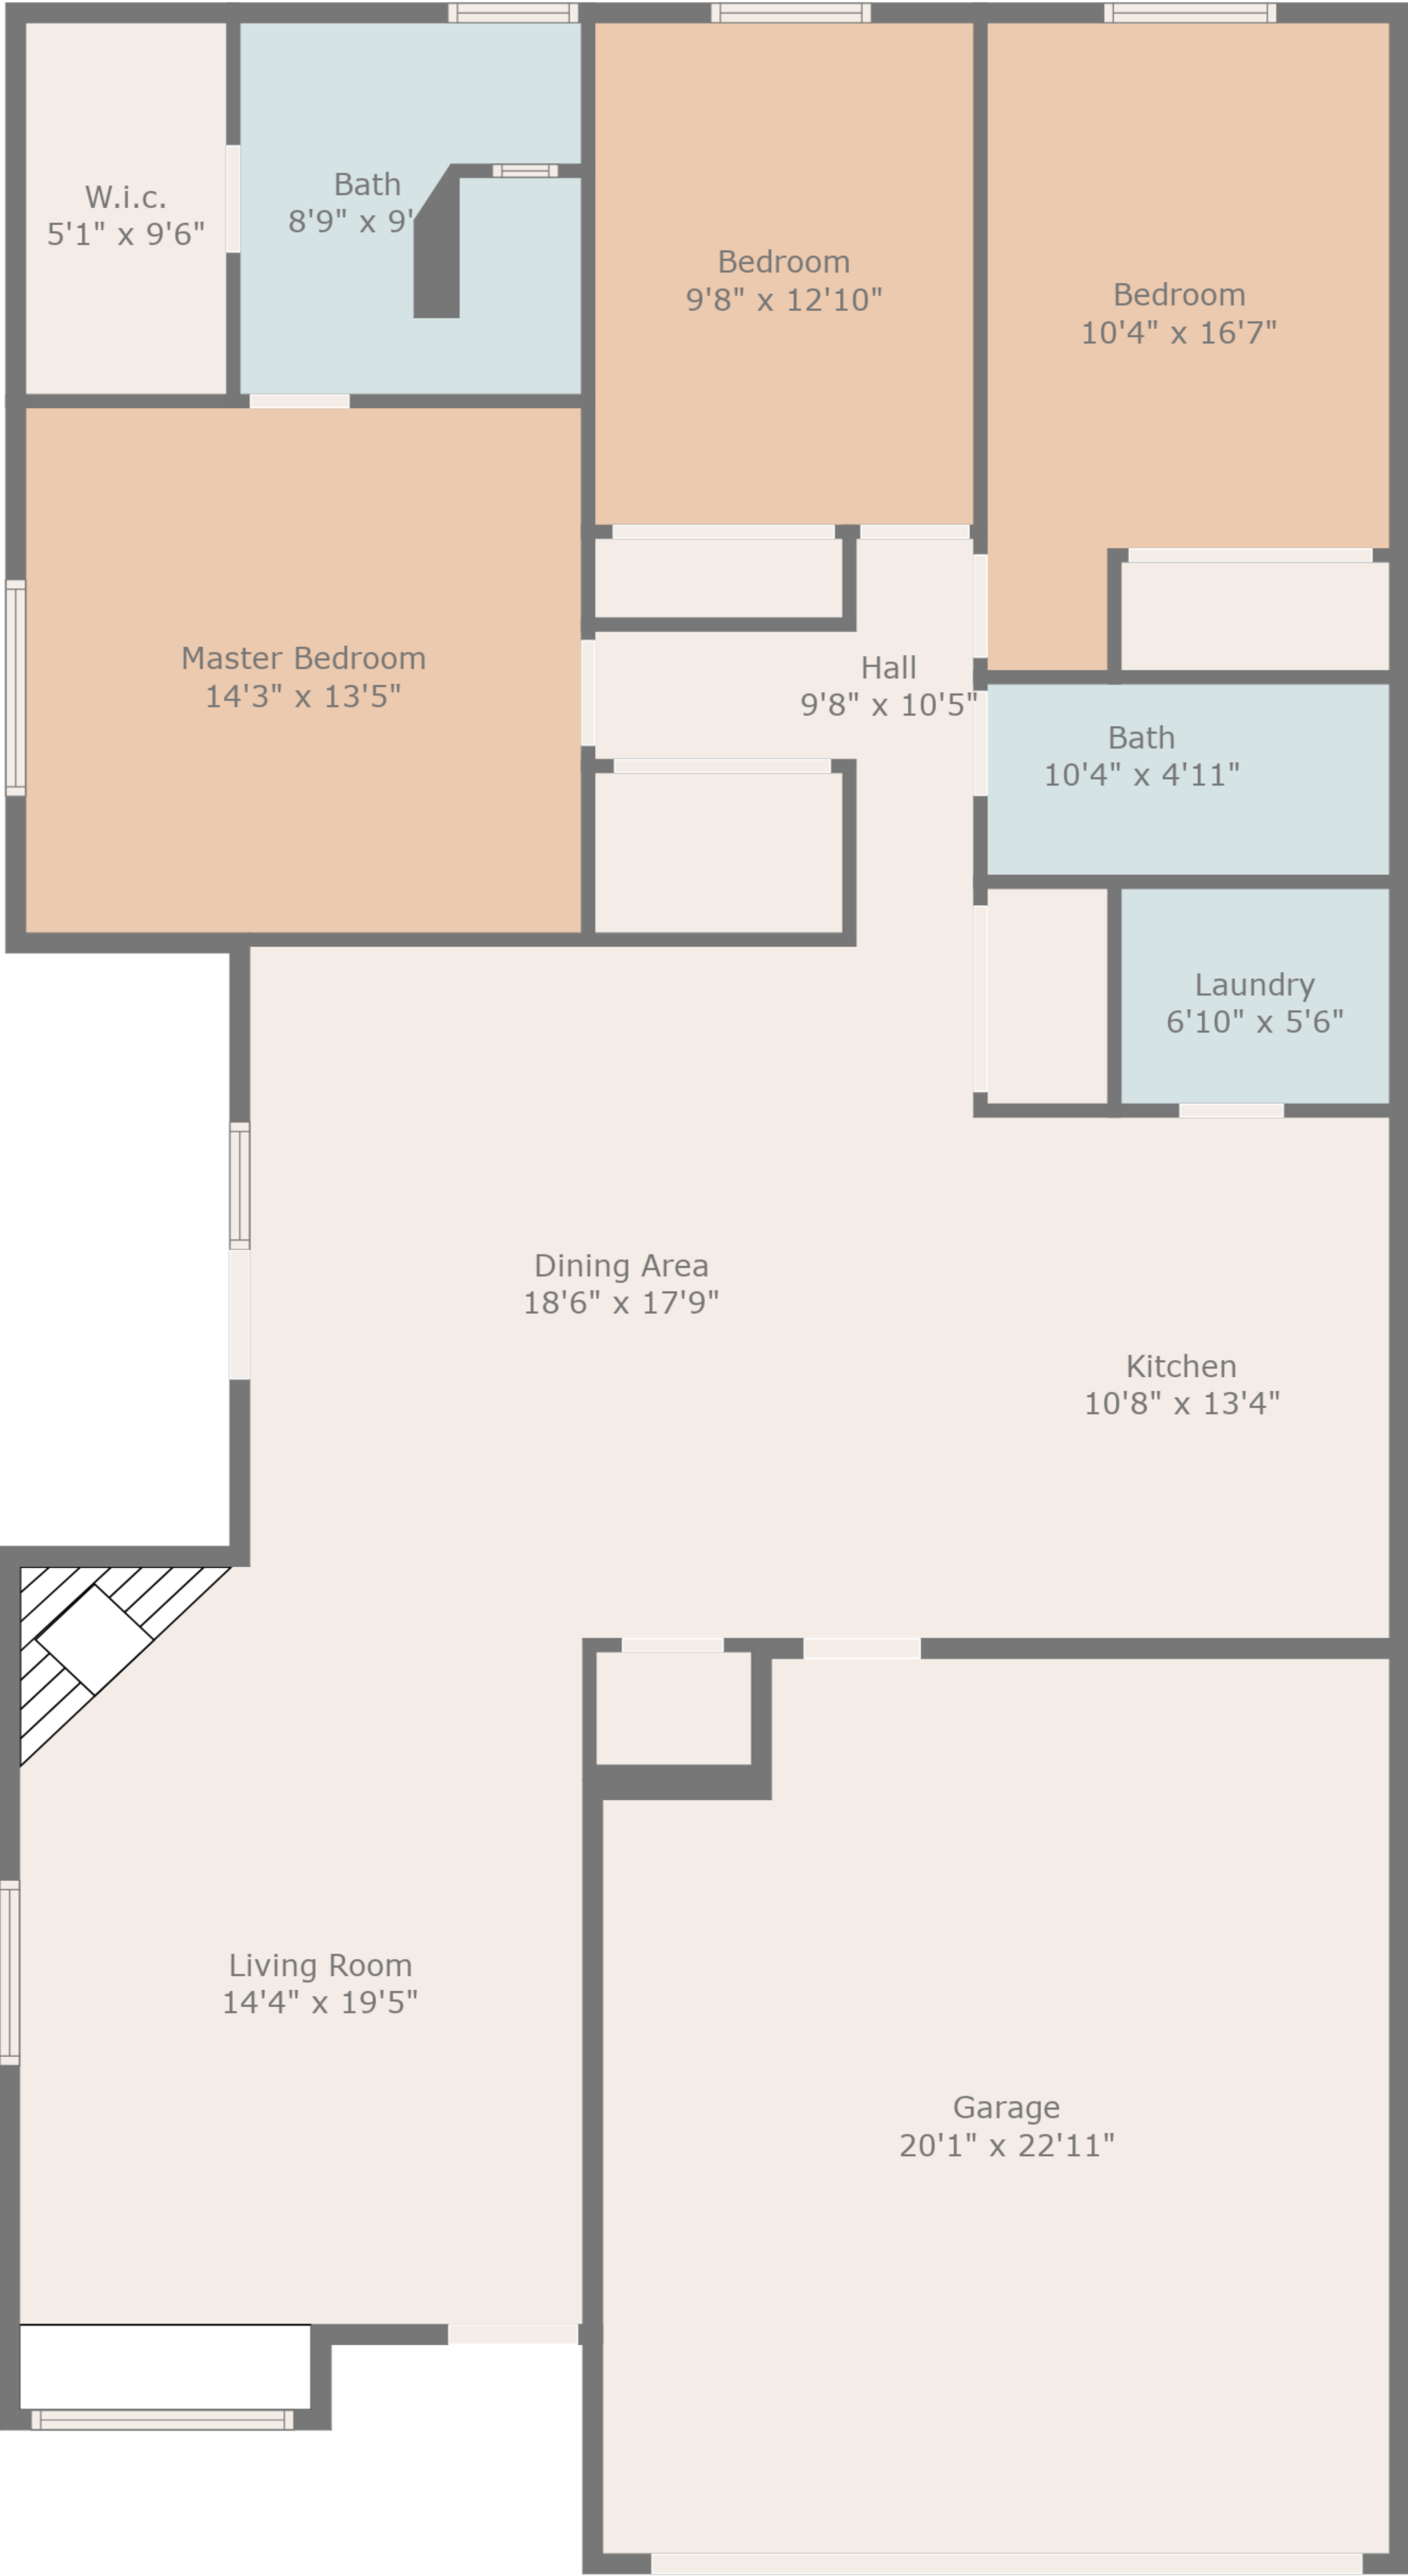 W.i.c.
5'1" x 9'6"
Bath
8'9" x 9'
Bedroom
9'8" x 12'10"
Bedroom
10'4" x 16'7"
Master Bedroom
14'3" x 13'5"
Hall
9'8" x 10'5"
Bath
10'4" x 4'11"
Laundry
6'10" x 5'6"
Dining Area
18'6" x 17'9"
Kitchen
10'8" x 13'4"
Living Room
14'4" x 19'5"
Garage
20'1" x 22'11"